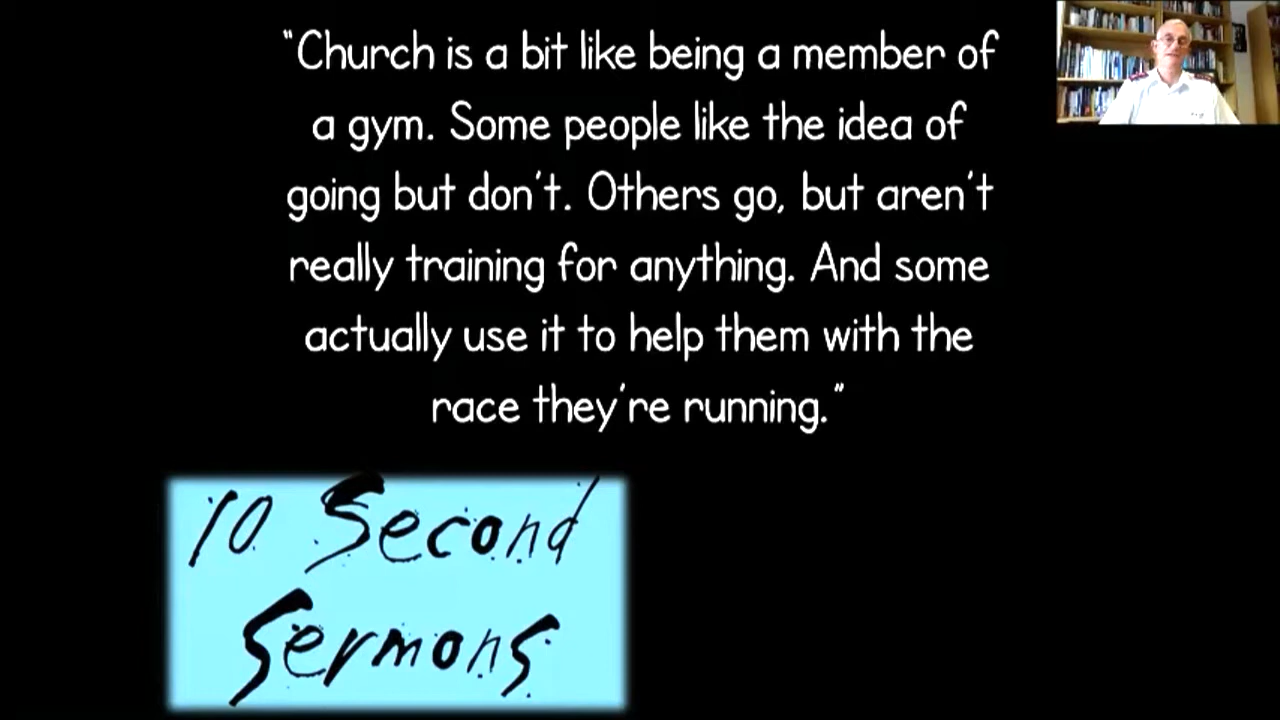 "Church is a bit like being a member of
a gym. Some people like the idea of
going but don't. Others go, but aren't
really training for anything. And some
actually use it to help them with the
race they're running."
10 Second
Sermons